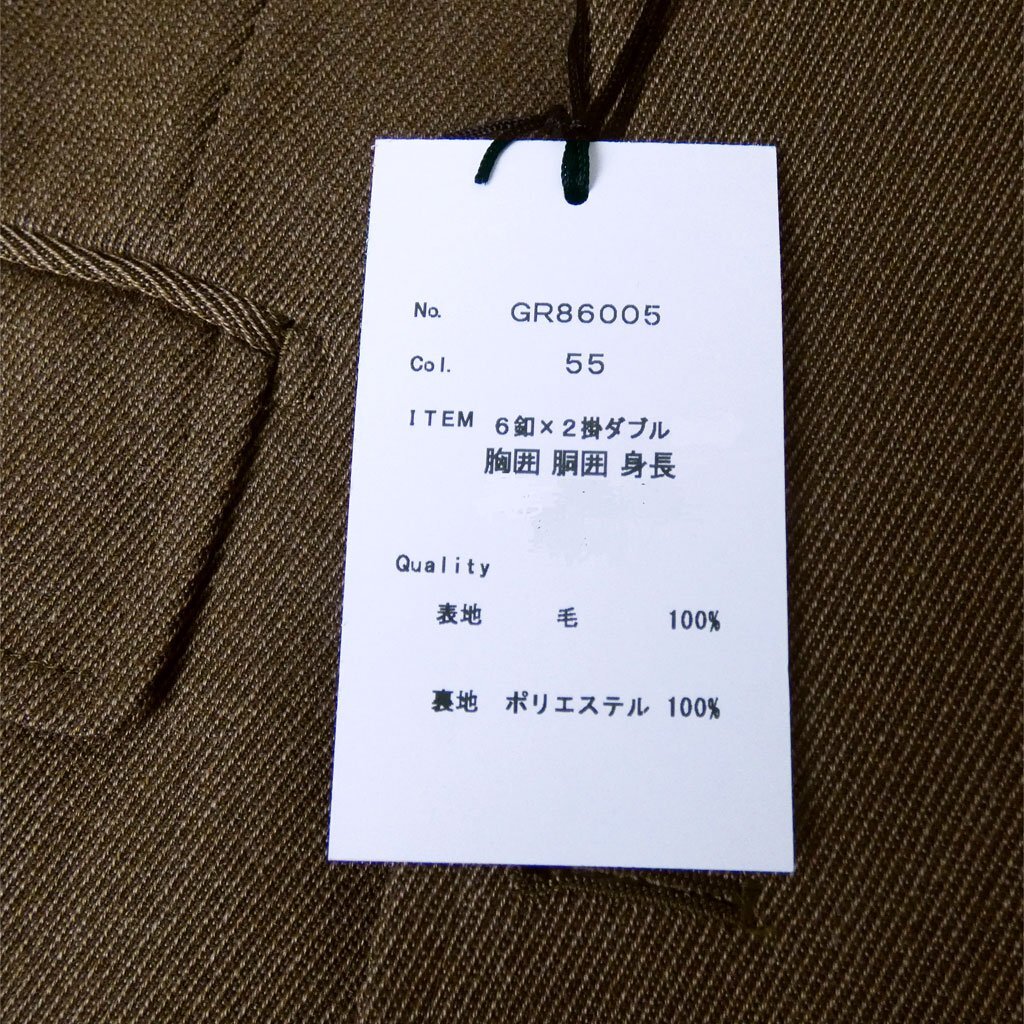 No. GR86005
Col. 55
ITEM 6釦×2掛ダブル
胸囲 胴囲 身長
Quality
表地 毛 100%
裏地 ポリエステル 100%